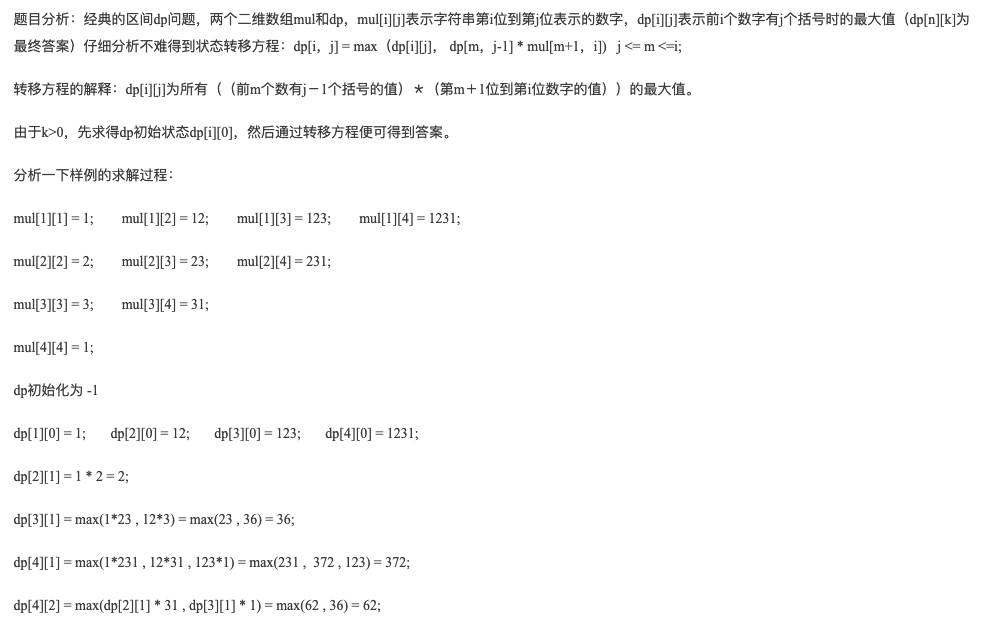 题目分析：经典的区间dp问题，两个二维数组mul和dp，mul[i][j]表示字符串第i位到第j位表示的数字，dp[i][j]表示前i个数有j个括号时的最大值（dp[n][k]为
最终答案）仔细分析不难得到状态转移方程：dp[i，j] = max（dp[i][j]， dp[m，j-1] * mul[m+1，i]） j <= m <=i;
转移方程的解释：dp[i][j]为所有（（前m个数有j－1个括号的值）＊（第m＋1位到第i位数字的值））的最大值。
由于k>0，先求得dp初始状态dp[i][0]，然后通过转移方程便可得到答案。
分析一下样例的求解过程：
mul[1][1] = 1; mul[1][2] = 12; mul[1][3] = 123; mul[1][4] = 1231;
mul[2][2] = 2; mul[2][3] = 23; mul[2][4] = 231;
mul[3][3] = 3; mul[3][4] = 31;
mul[4][4] = 1;
dp初始化为 -1
dp[1][0] = 1; dp[2][0] = 12; dp[3][0] = 123; dp[4][0] = 1231;
dp[2][1] = 1 * 2 = 2;
dp[3][1] = max(1*23 , 12*3) = max(23 , 36) = 36;
dp[4][1] = max(1*231 , 12*31 , 123*1) = max(231 , 372 , 123) = 372;
dp[4][2] = max(dp[2][1] * 31 , dp[3][1] * 1) = max(62 , 36) = 62;